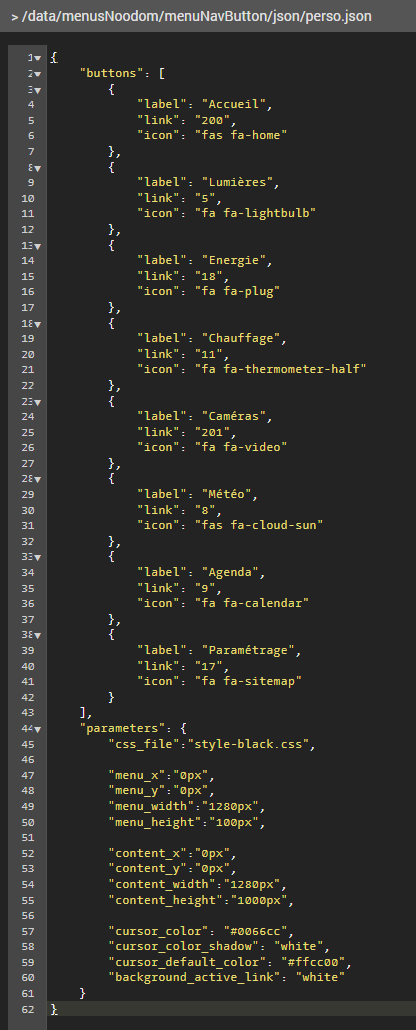 > /data/menusNoodom/menuNavButton/json/perso.json
1 {
2 "buttons": [
3 {
4 "label": "Accueil",
5 "link": "200",
6 "icon": "fas fa-home"
7 },
8 {
9 "label": "Lumières",
10 "link": "5",
11 "icon": "fa fa-lightbulb"
12 },
13 {
14 "label": "Energie",
15 "link": "18",
16 "icon": "fa fa-plug"
17 },
18 {
19 "label": "Chauffage",
20 "link": "11",
21 "icon": "fa fa-thermometer-half"
22 },
23 {
24 "label": "Caméras",
25 "link": "201",
26 "icon": "fa fa-video"
27 },
28 {
29 "label": "Météo",
30 "link": "8",
31 "icon": "fas fa-cloud-sun"
32 },
33 {
34 "label": "Agenda",
35 "link": "9",
36 "icon": "fa fa-calendar"
37 },
38 {
39 "label": "Paramétrage",
40 "link": "17",
41 "icon": "fa fa-sitemap"
42 }
43 ],
44 "parameters": {
45 "css_file":"style-black.css",
46
47 "menu_x":"0px",
48 "menu_y":"0px",
49 "menu_width":"1280px",
50 "menu_height":"100px",
51
52 "content_x":"0px",
53 "content_y":"0px",
54 "content_width":"1280px",
55 "content_height":"1000px",
56
57 "cursor_color": "#0066cc",
58 "cursor_color_shadow": "white",
59 "cursor_default_color": "#ffcc00",
60 "background_active_link": "white"
61 }
62 }